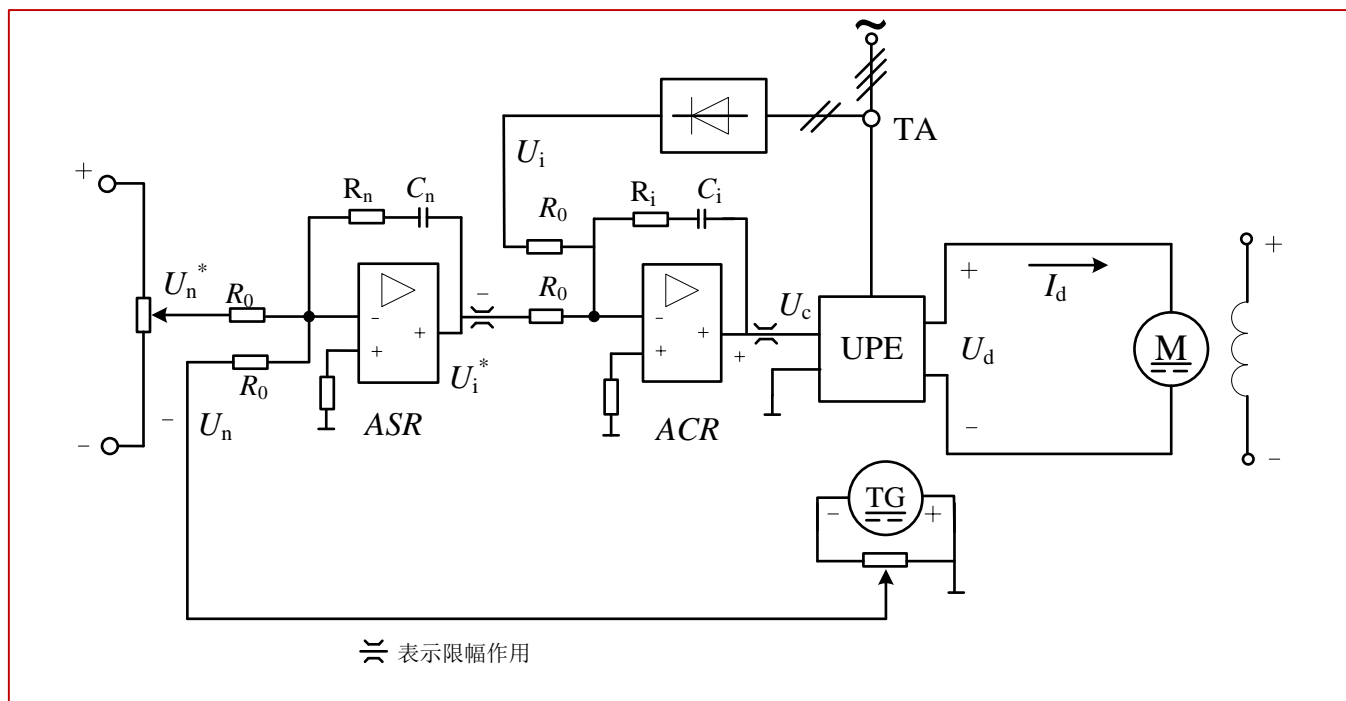 ~
TA
U_i
+
R_n
C_n
R_0
R_i
C_i
U_n^*
R_0
-
R_0
U_c
+
I_d
-
+
+
-
+
+
+
U_i^*
UPE
U_d
M
R_0
-
U_n
ASR
ACR
-
-
-
TG
-
+
表示限幅作用